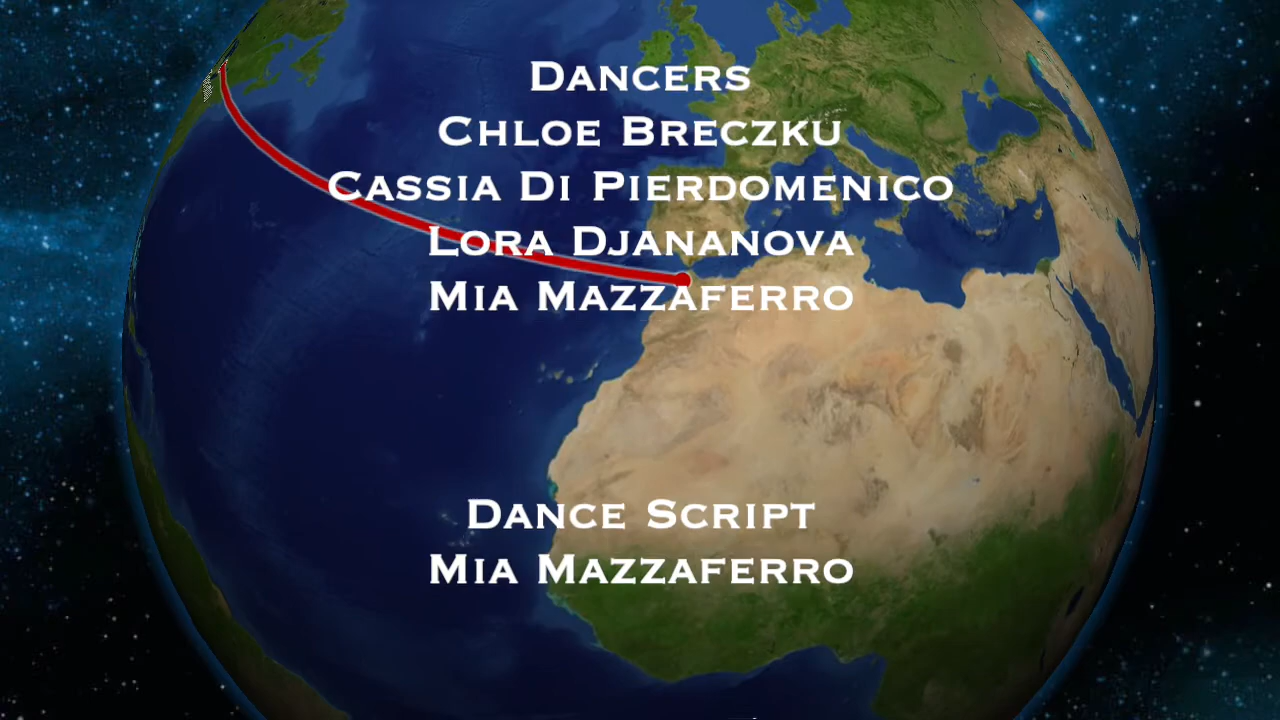 Dancers
Chloe Breczku
Cassia Di Pierdomenico
Lora Djananova
Mia Mazzaferro
Dance Script
Mia Mazzaferro